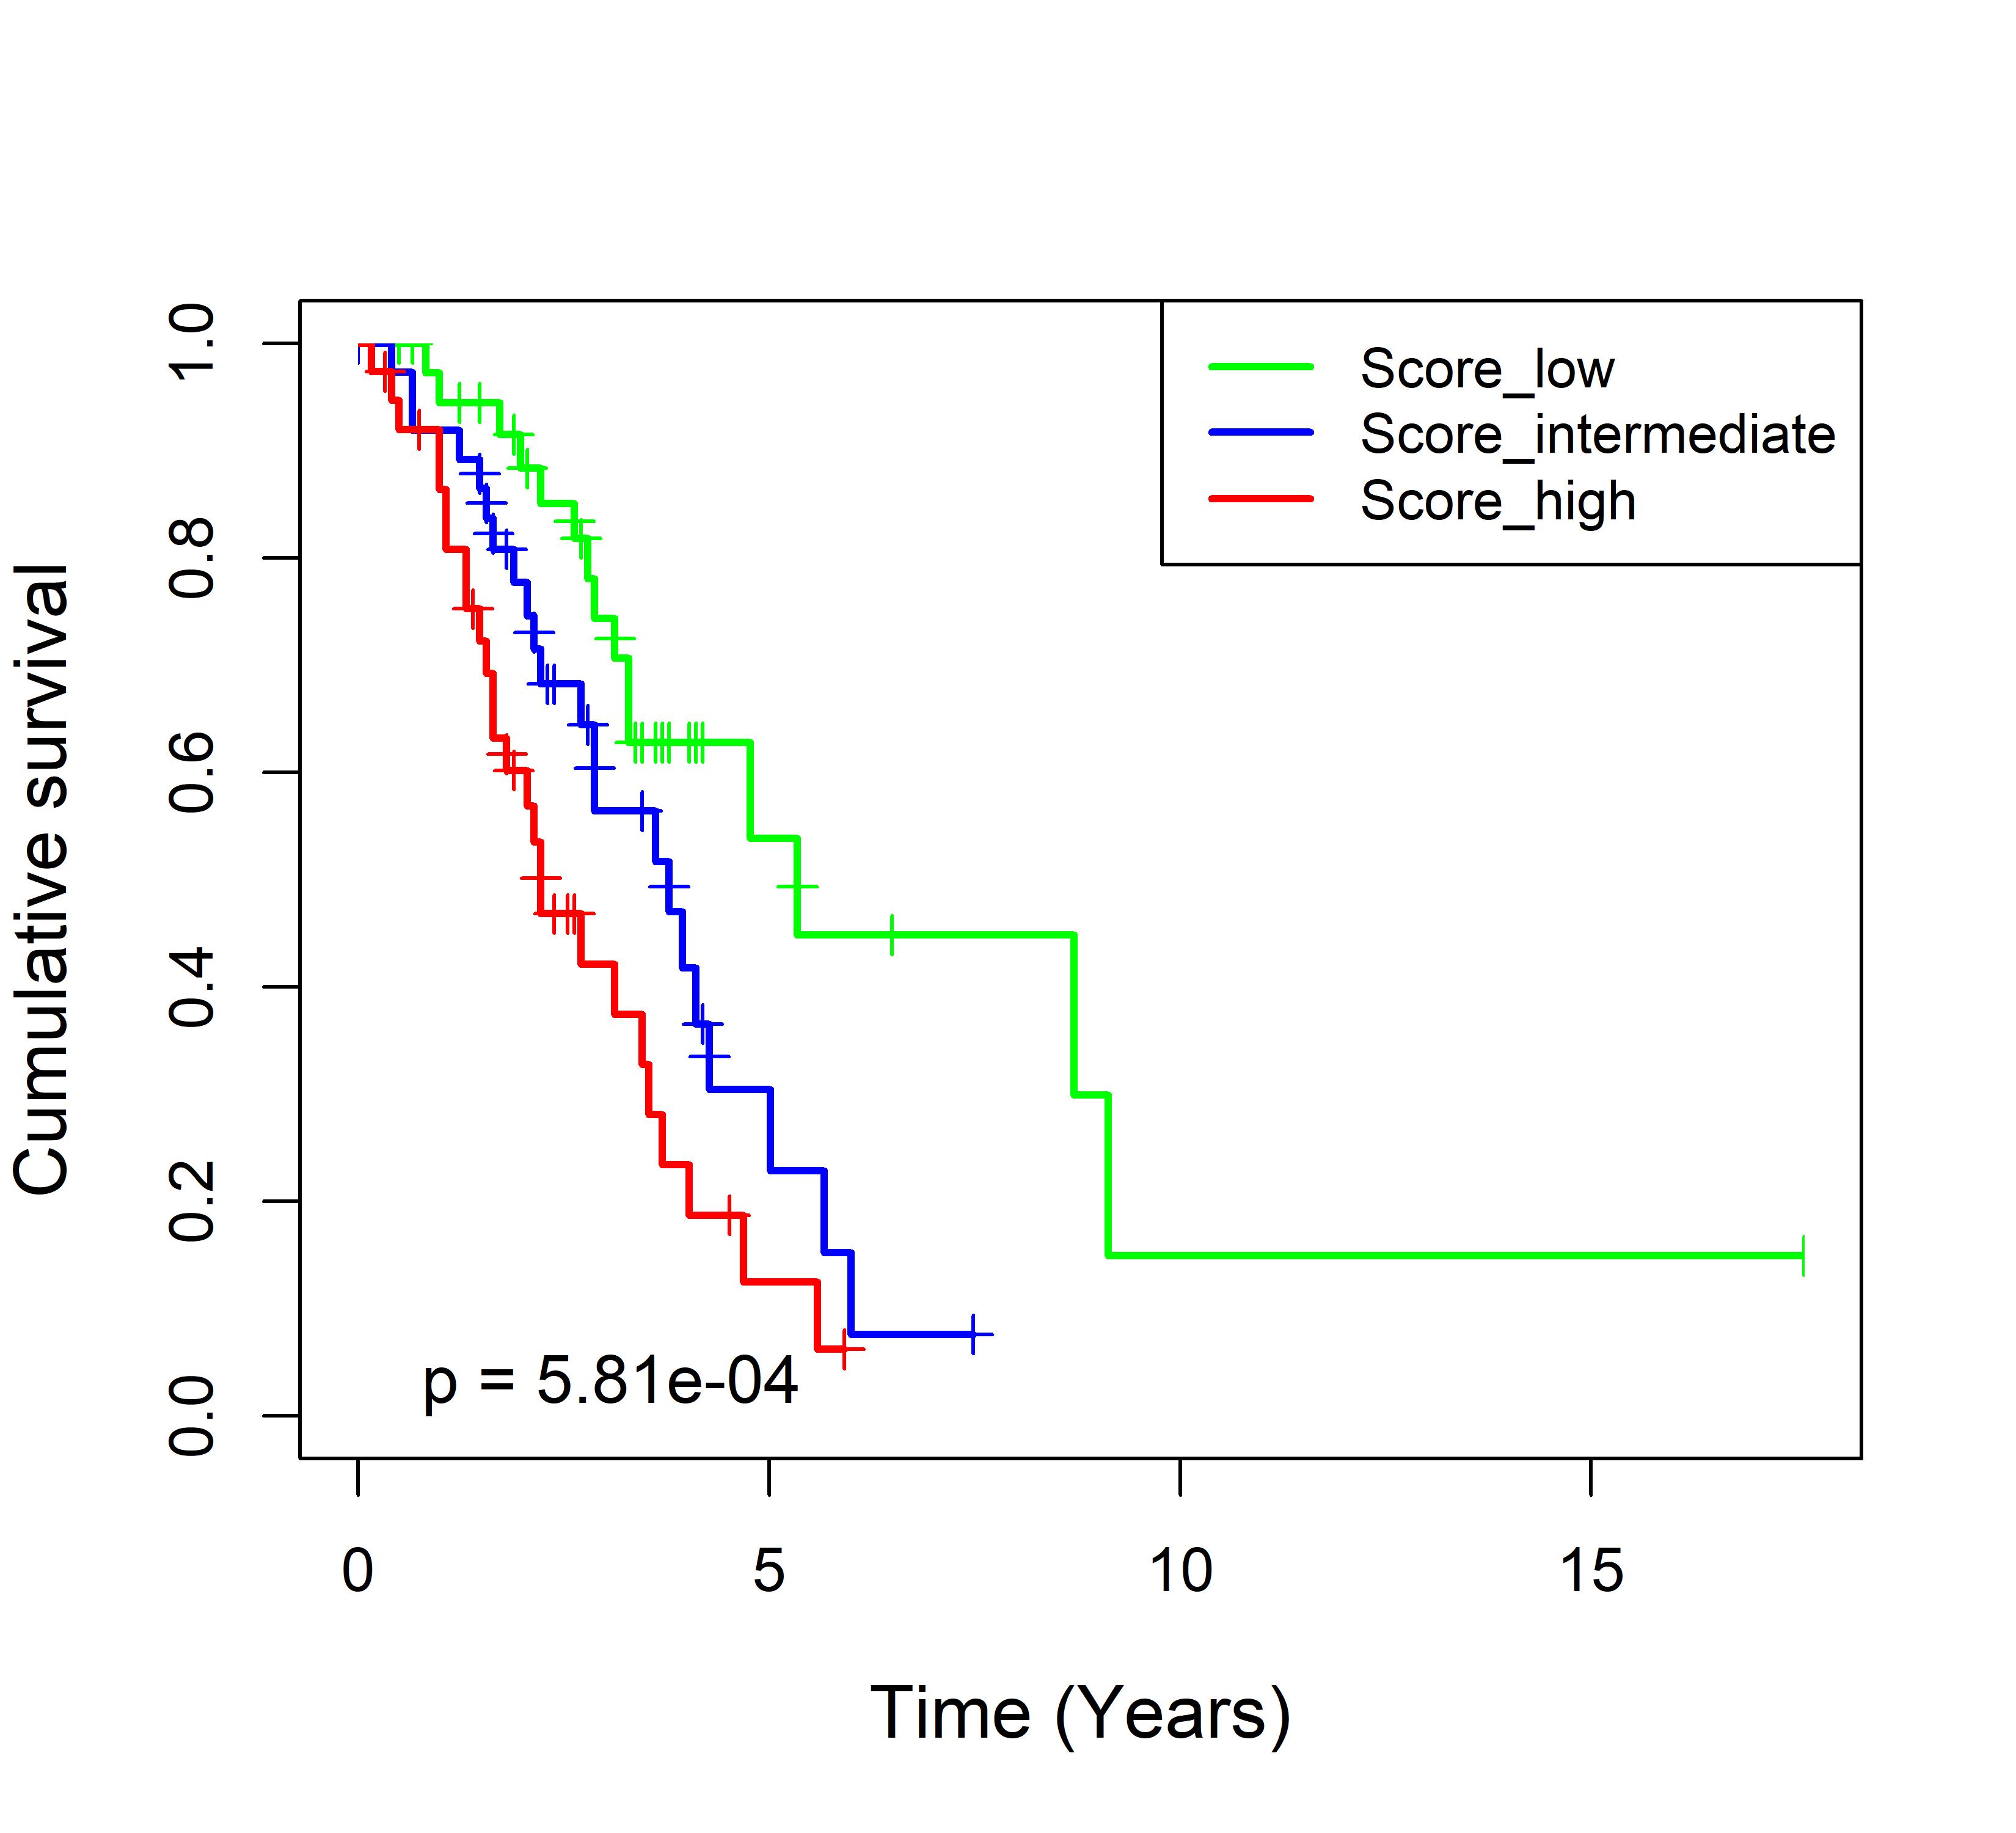 Score_low
Score_intermediate
Score_high
Cumulative survival
1.0
0.8
0.6
0.4
0.2
0.0
p = 5.81e-04
0 5 10 15
Time (Years)